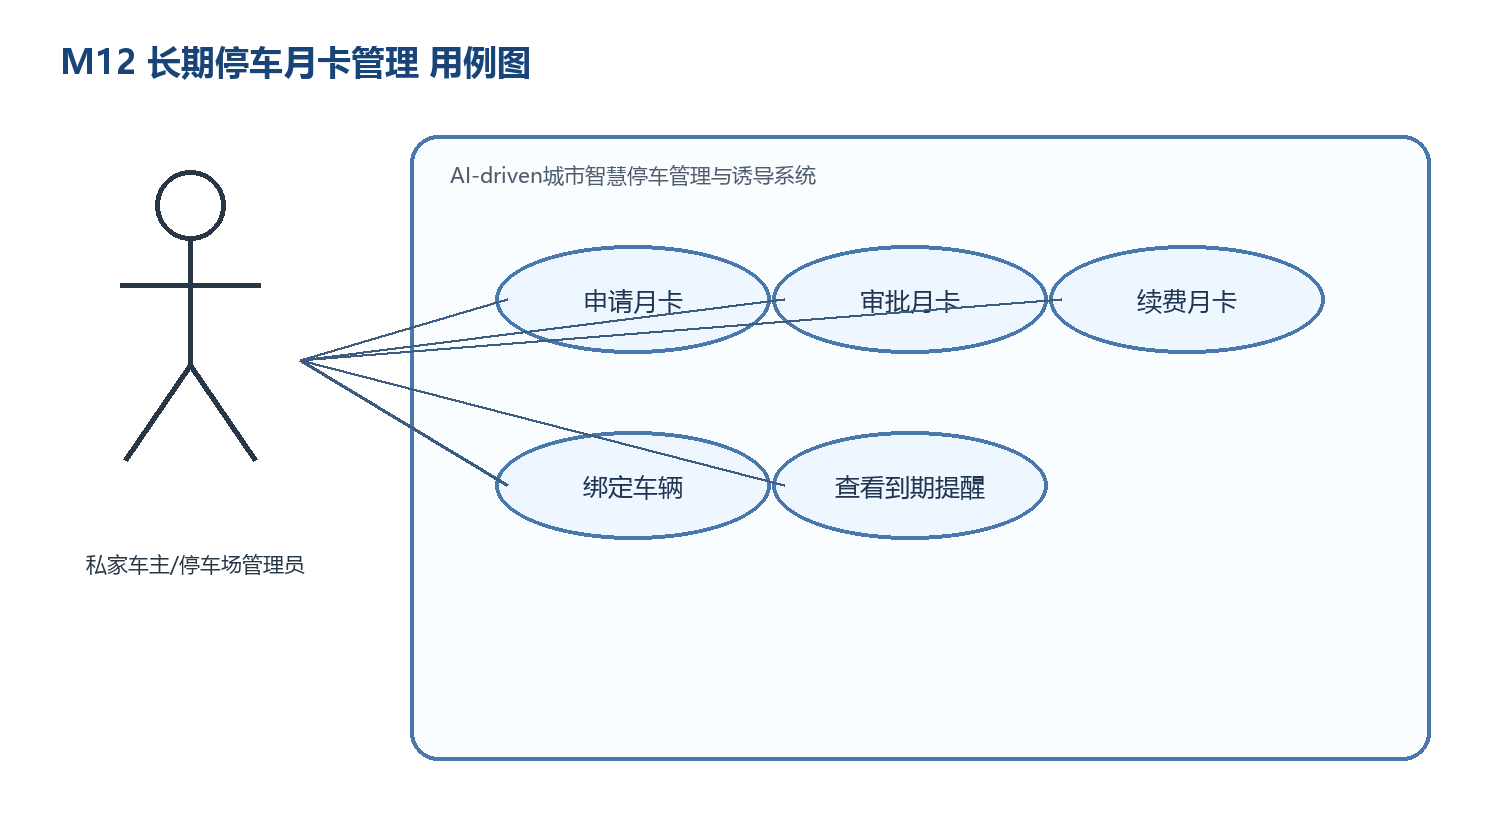 M12 长期停车月卡管理 用例图
AI-driven城市智慧停车管理与诱导系统
申请月卡
审批月卡
续费月卡
绑定车辆
查看到期提醒
私家车主/停车场管理员